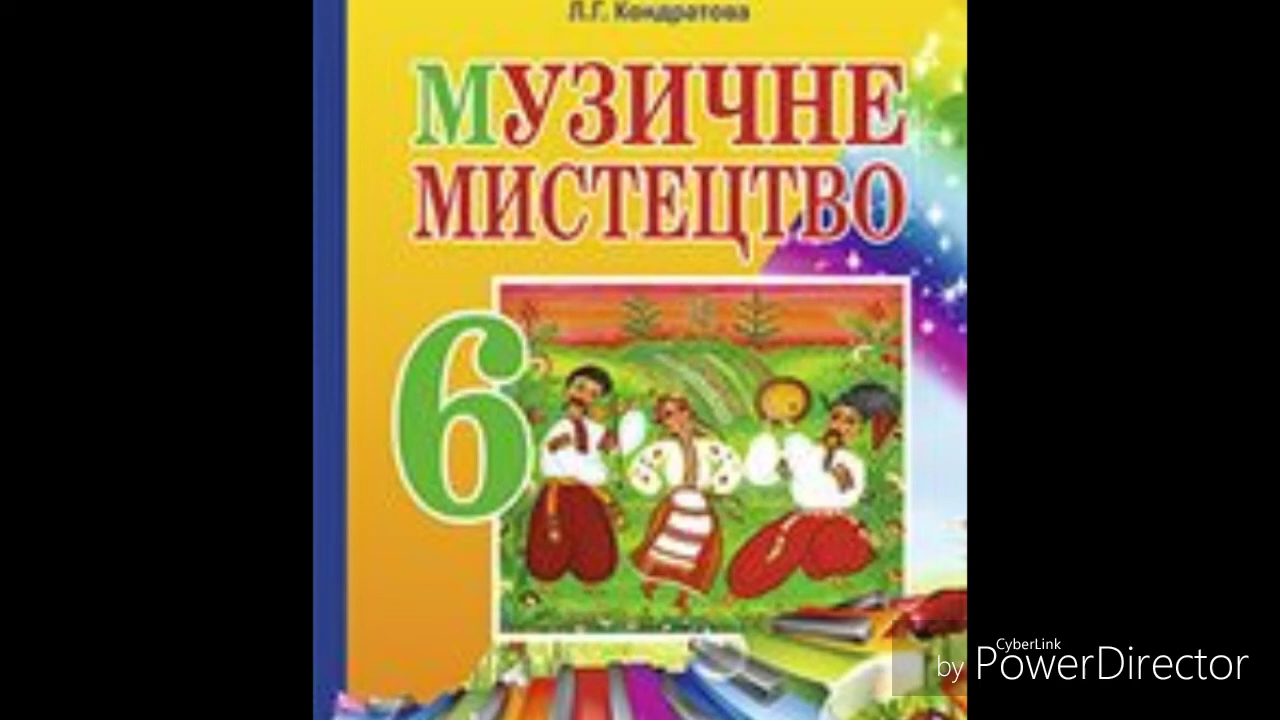 Л.Г. Кондратова
МУЗИЧНЕ
МИСТЕЦТВО
6
CyberLink
by PowerDirector